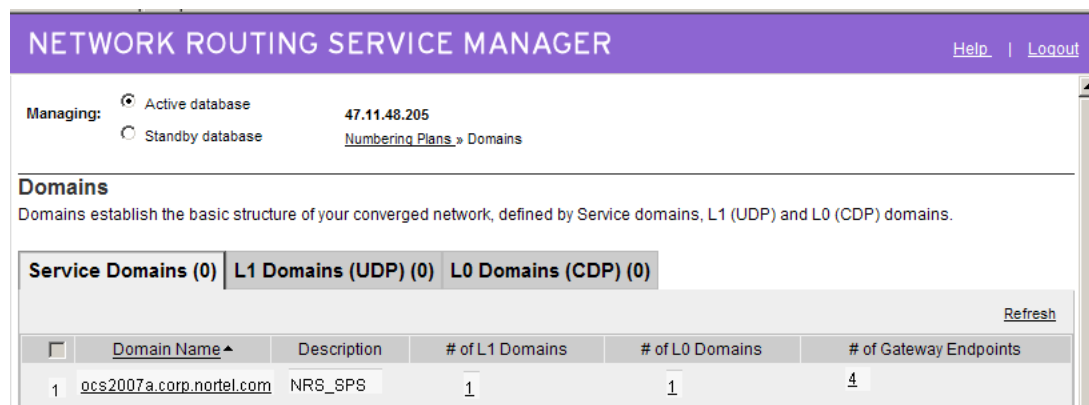 NETWORK ROUTING SERVICE MANAGER
Help | Logout
Managing: Active database
Standby database
47.11.48.205
Numbering Plans » Domains
Domains
Domains establish the basic structure of your converged network, defined by Service domains, L1 (UDP) and L0 (CDP) domains.
Service Domains (0) L1 Domains (UDP) (0) L0 Domains (CDP) (0)
Refresh
Domain Name Description # of L1 Domains # of L0 Domains # of Gateway Endpoints
1 ocs2007a.corp.nortel.com NRS_SPS 1 1 4